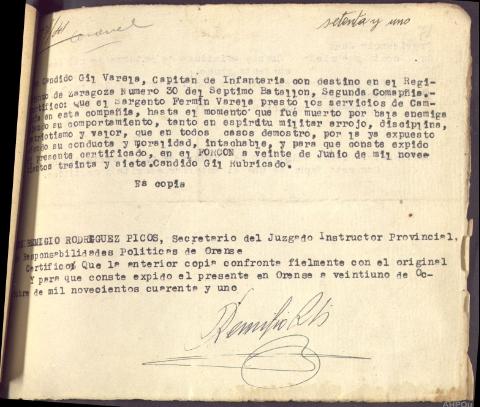 setenta y uno
Candido Gil Varela, Capitan de Infanteria con destino en el Regi-
de Zaragoza Numero 30 del Septimo Batallon, Segunda Comapñia.-
que el Sargento Fermin Varela presto los servicios de Cam-
en esta compañia, hasta el momento que fué muerto por bala enemiga
su comportamiento, tanto en espiritu militar arrojo, disciplina,
y valor, que en todos casos demostro, por lo ya expuesto
su conducta y moralidad, intachable, y para que conste expido
presente certificado, en el PORCON a veinte de Junio de mil nove-
cientos treinta y siete.Candido Gil Rubricado.
Es copia
REMIGIO RODRIGUEZ PICOS, Secretario del Juzgado Instructor Provincial,
Responsabilidades Politicas de Orense
Certifico: Que la anterior copia confronta fielmente con el original
Y para que conste expido el presente en Orense a veintiuno de Oc-
de mil novecientos cuarenta y uno
AHPOu